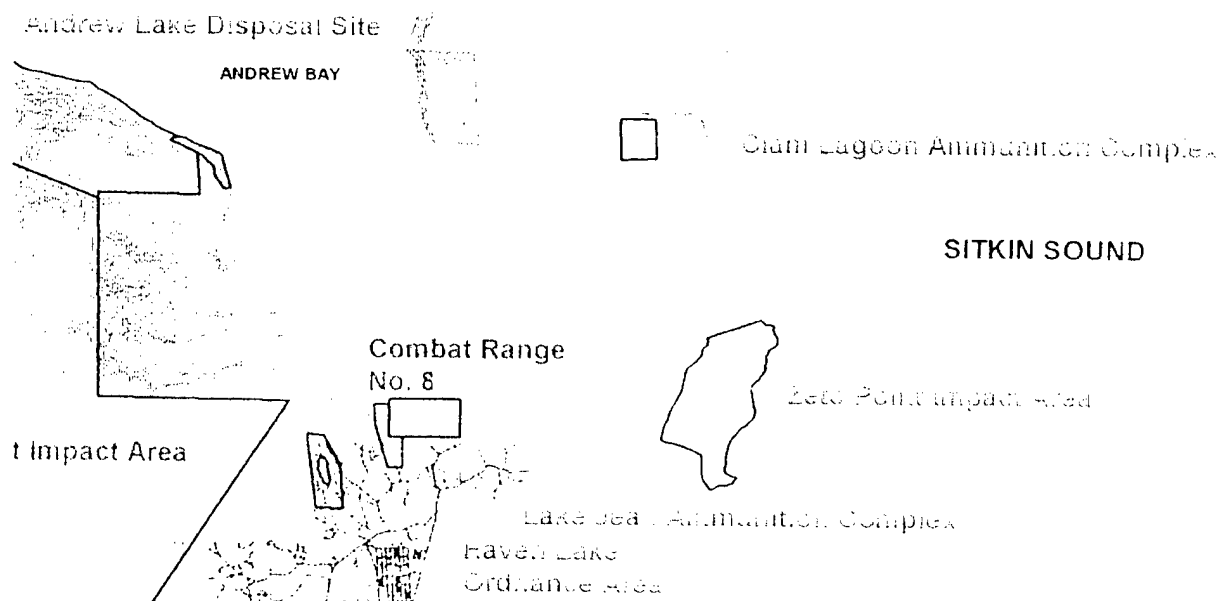 Andrew Lake Disposal Site
ANDREW BAY
Clam Lagoon Ammunition Complex
SITKIN SOUND
Combat Range
No. 8
Zeto Point Impact Area
t Impact Area
Lake Jean Ammunition Complex
Haven Lake
Ordnance Area